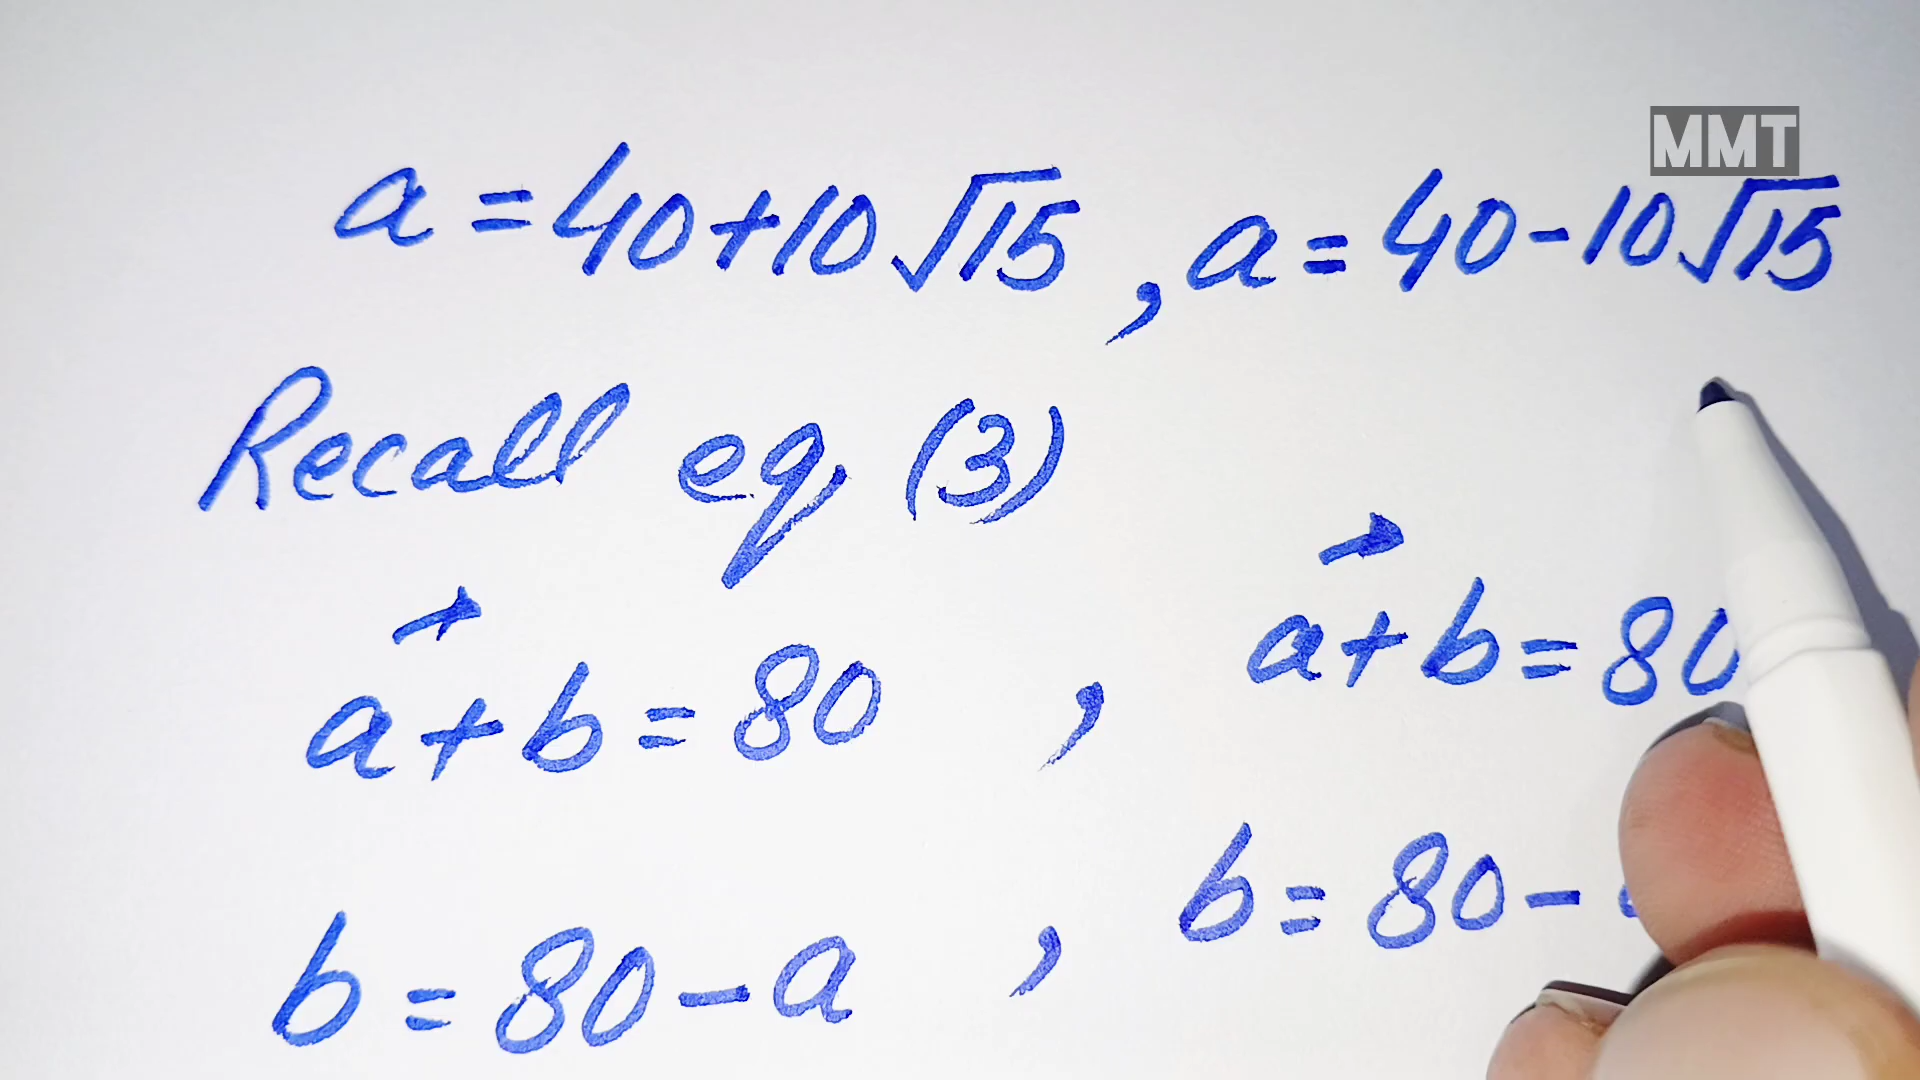 MMT
a = 40+10√15 , a = 40-10√15
Recall eq (3)
→ →
a+b = 80 , a+b = 80
b = 80-a , b = 80-